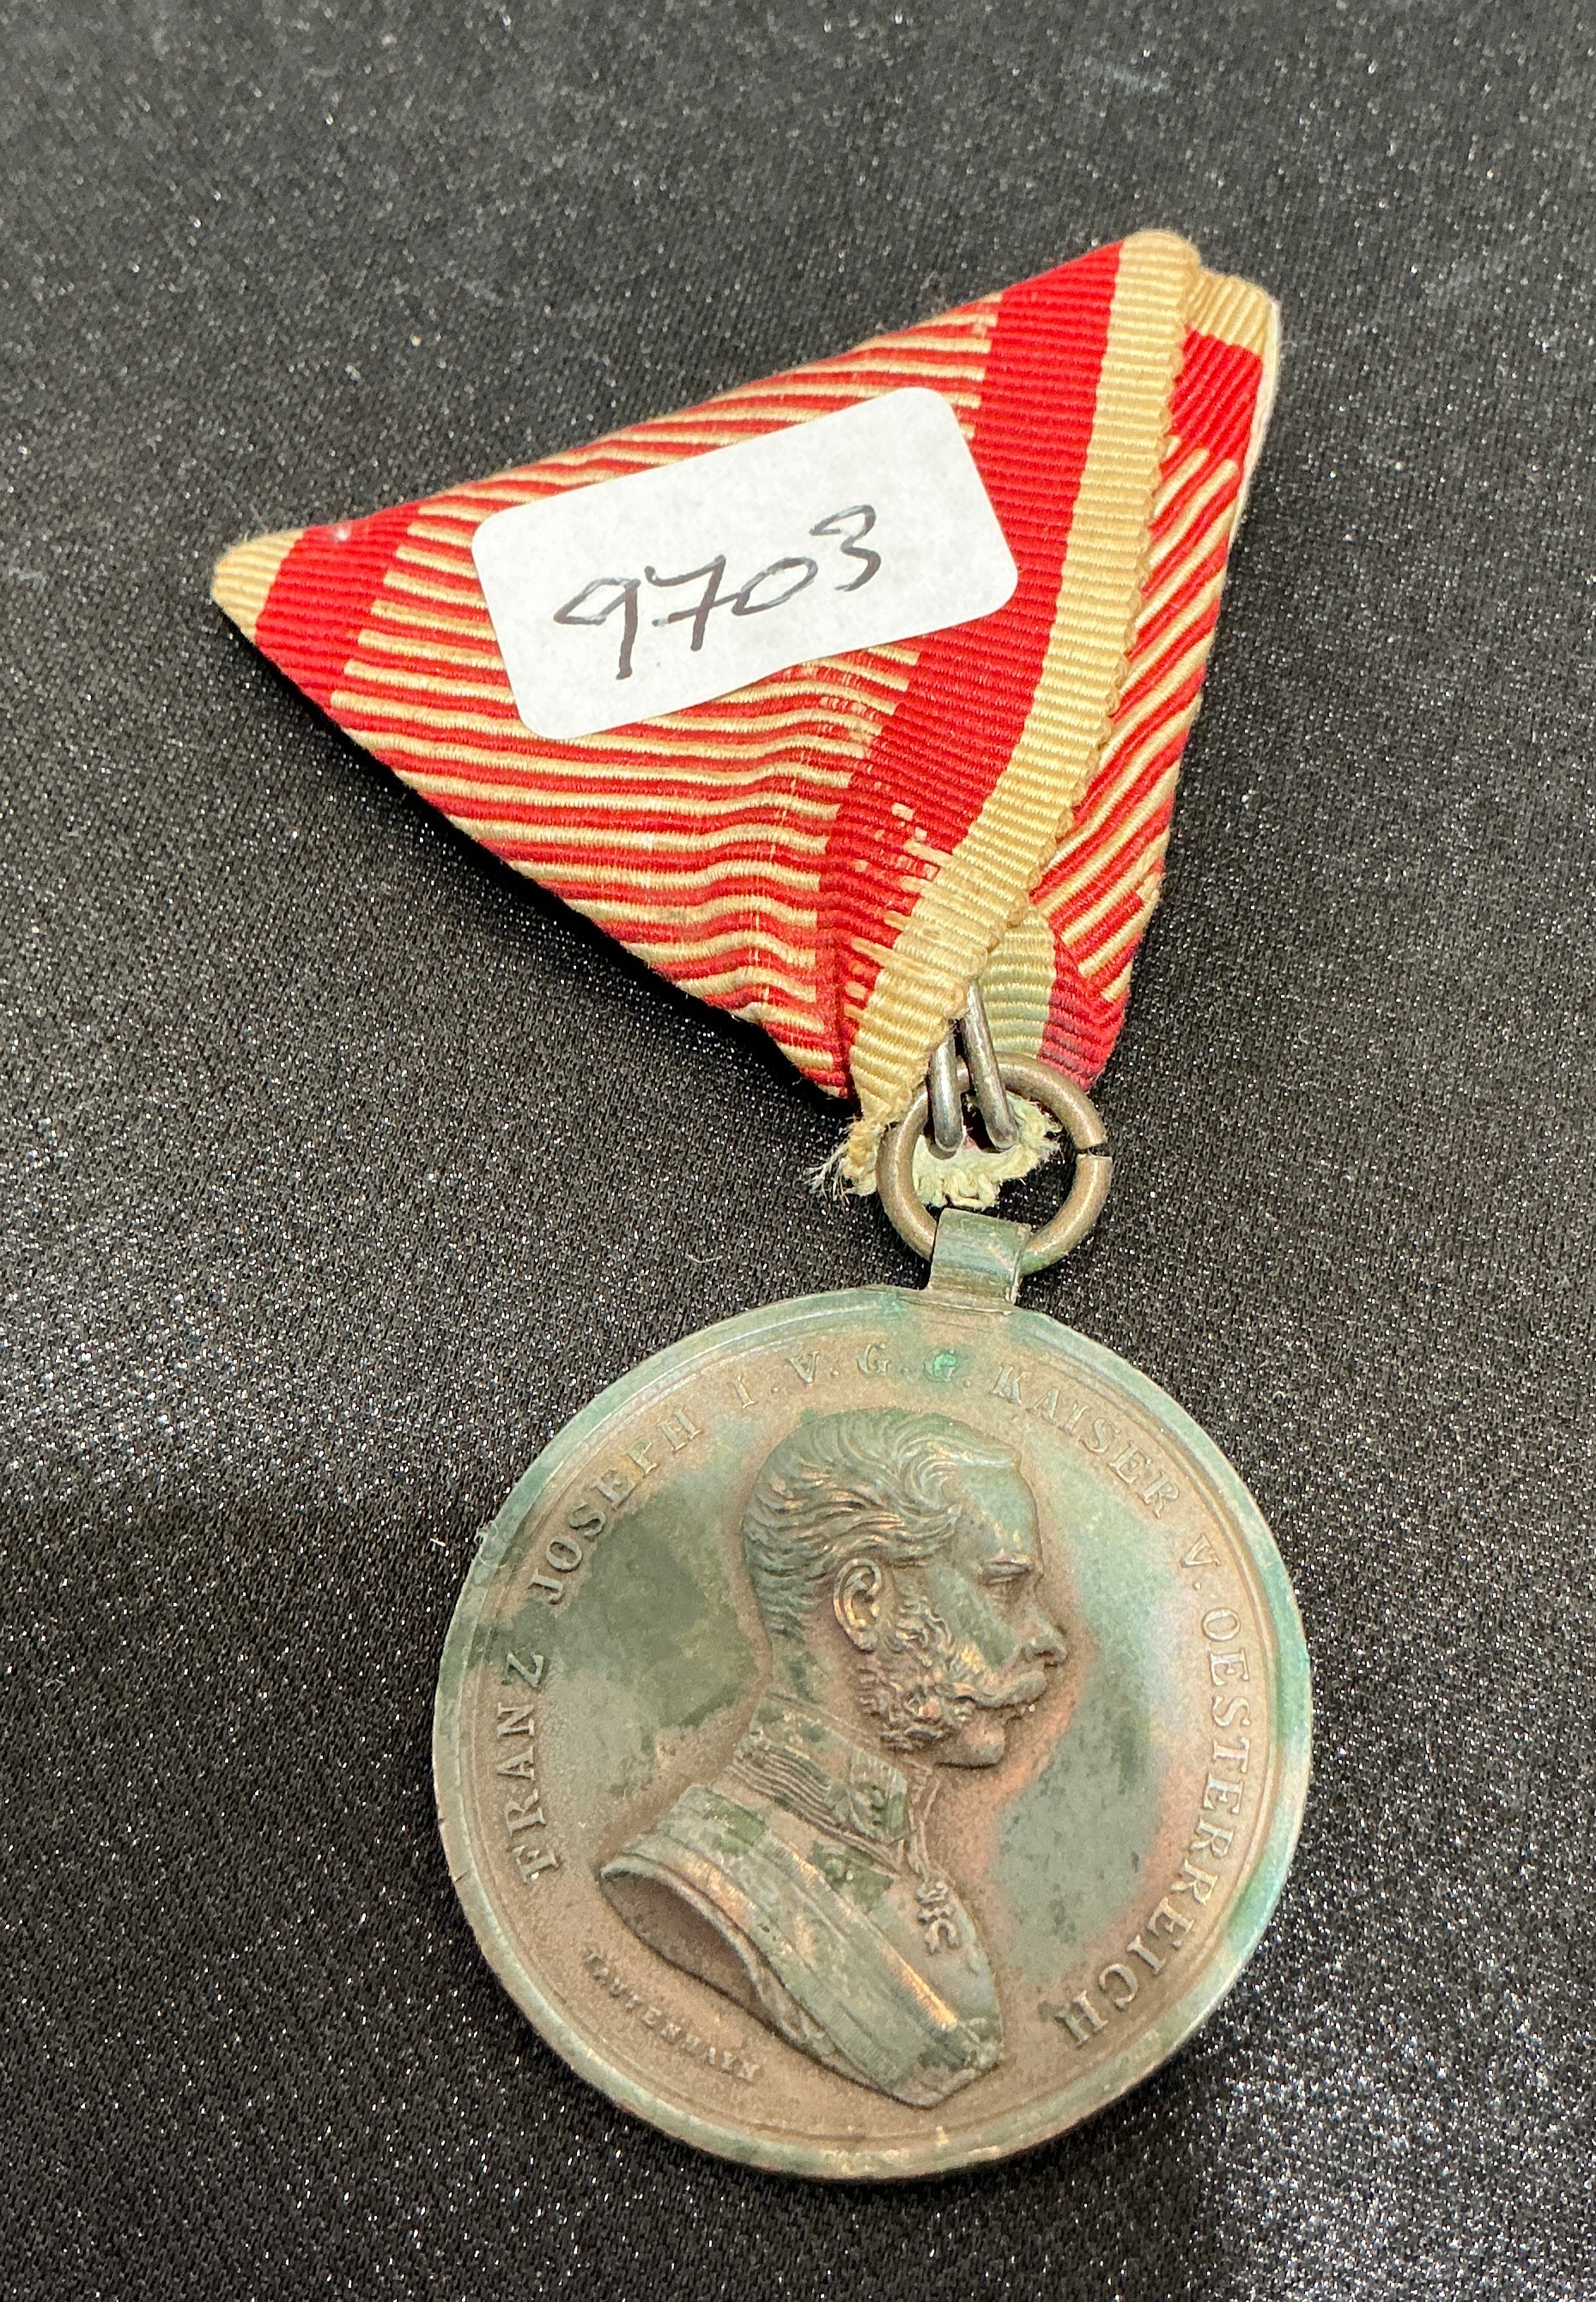 9703
FRANZ JOSEPH I. V. G. G. KAISER V. OESTERREICH
TAUTENHAYN